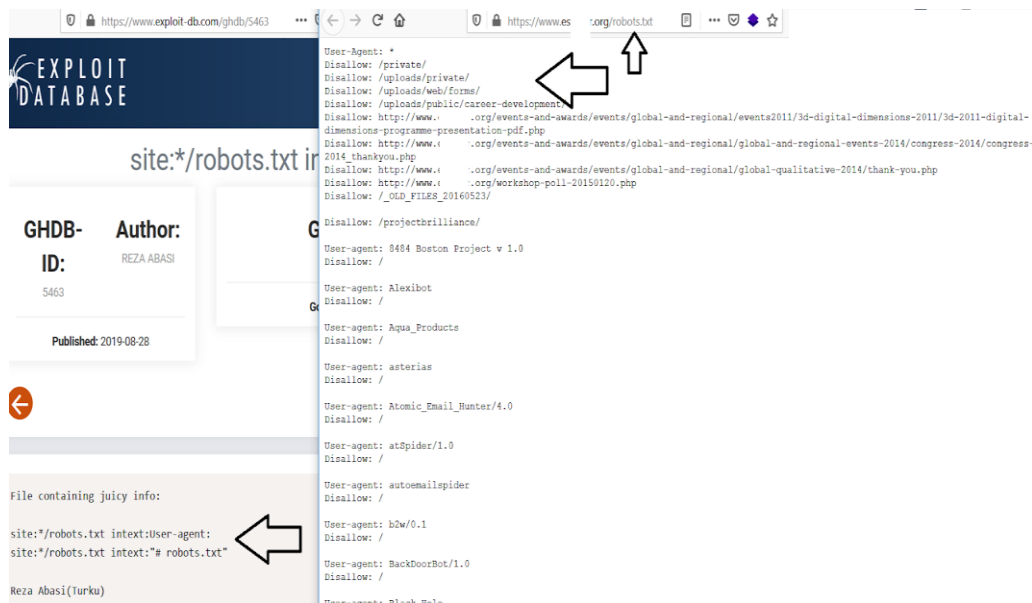 https://www.exploit-db.com/ghdb/5463
EXPLOIT
DATABASE
site:*/robots.txt
GHDB-ID:
5463
Author:
REZA ABASI
Published: 2019-08-28
File containing juicy info:
site:*/robots.txt intext:User-agent:
site:*/robots.txt intext:"# robots.txt"
Reza Abasi(Turku)
https://www.es .org/robots.txt
User-Agent: *
Disallow: /private/
Disallow: /uploads/private/
Disallow: /uploads/web/forms/
Disallow: /uploads/public/career-development/
Disallow: http://www. .org/events-and-awards/events/global-and-regional/events2011/3d-digital-dimensions-2011/3d-2011-digital-
dimensions-programme-presentation-pdf.php
Disallow: http://www. .org/events-and-awards/events/global-and-regional/global-and-regional-events-2014/congress-2014/congress-
2014_thankyou.php
Disallow: http://www. .org/events-and-awards/events/global-and-regional/global-qualitative-2014/thank-you.php
Disallow: http://www. .org/workshop-poll-20150120.php
Disallow: /_OLD_FILES_20160523/
Disallow: /projectbrilliance/
User-agent: 8484 Boston Project v 1.0
Disallow: /
User-agent: Alexibot
Disallow: /
User-agent: Aqua_Products
Disallow: /
User-agent: asterias
Disallow: /
User-agent: Atomic_Email_Hunter/4.0
Disallow: /
User-agent: atSpider/1.0
Disallow: /
User-agent: autoemailspider
Disallow: /
User-agent: b2w/0.1
Disallow: /
User-agent: BackDoorBot/1.0
Disallow: /